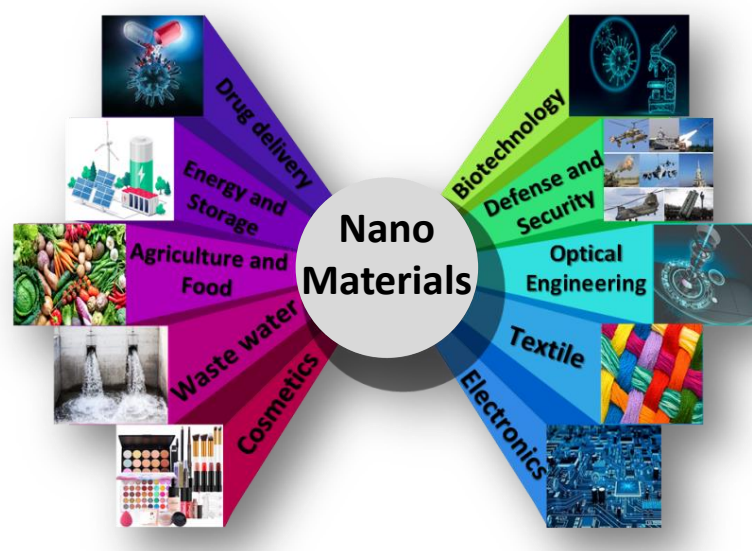 Nano
Materials
Drug delivery
Energy and
Storage
Agriculture and
Food
Waste water
Cosmetics
Biotechnology
Defense and
Security
Optical
Engineering
Textile
Electronics